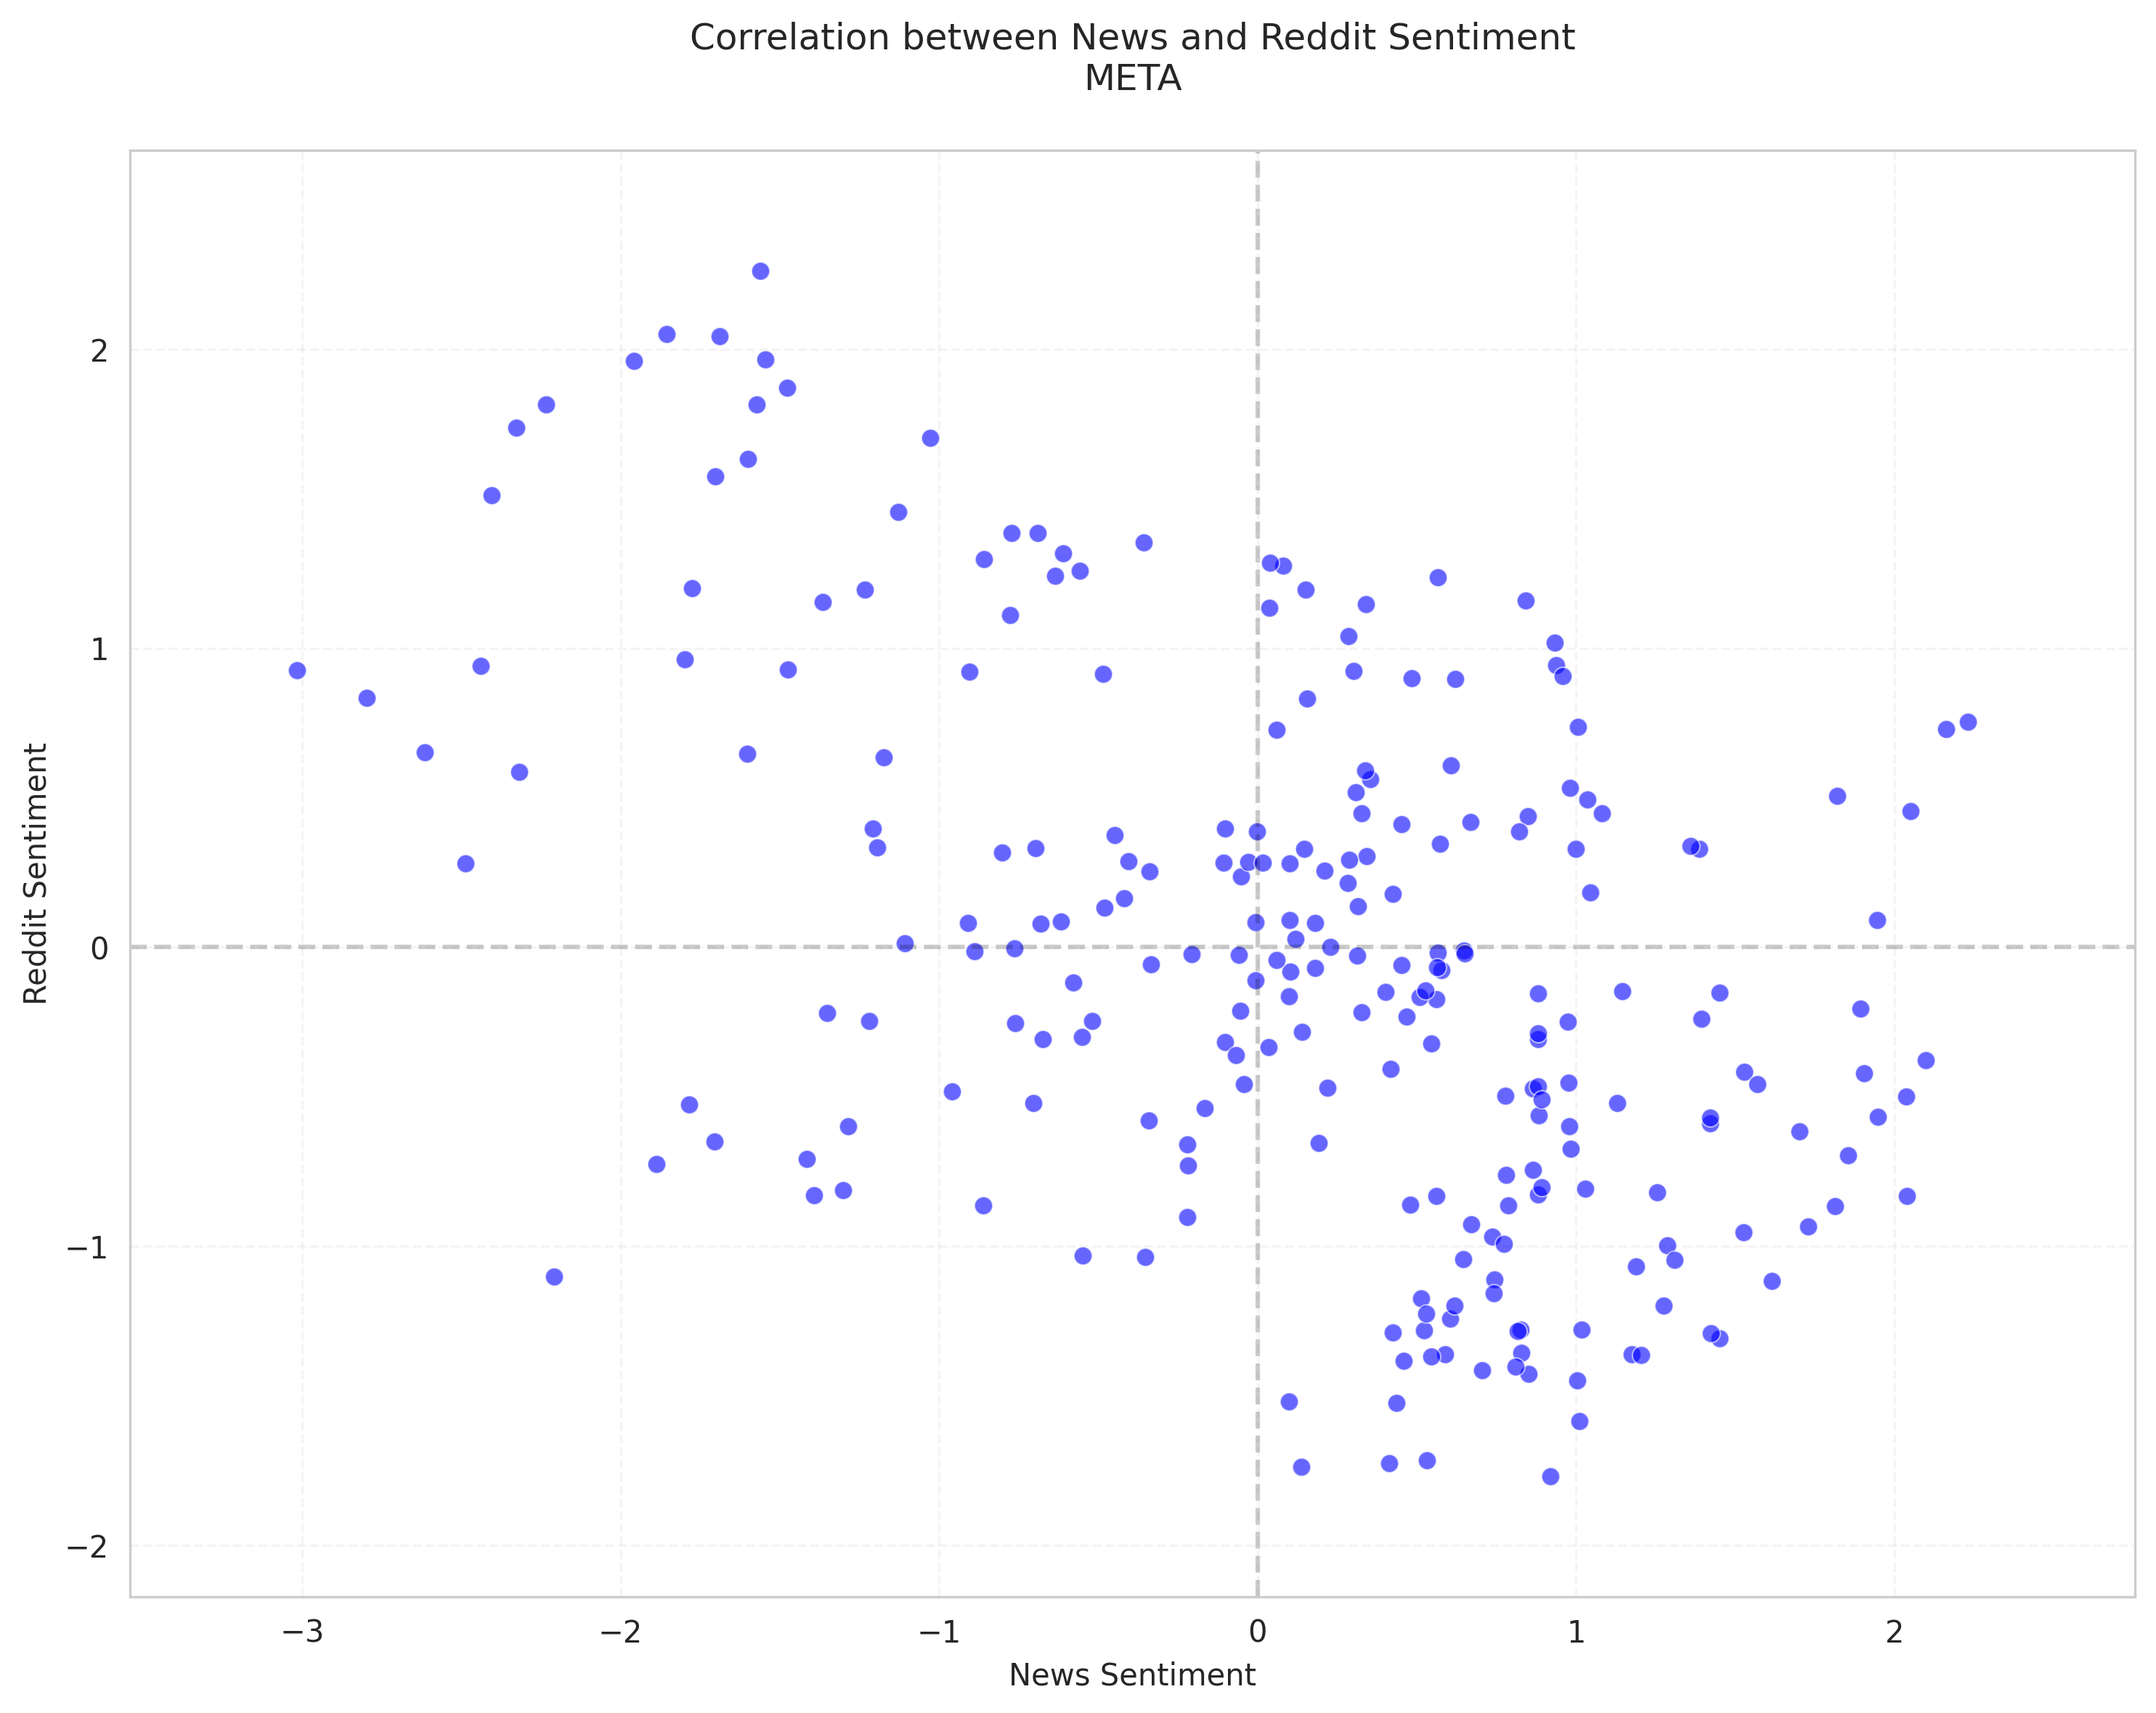 Correlation between News and Reddit Sentiment
META
Reddit Sentiment
2
1
0
−1
−2
−3
−2
−1
0
1
2
News Sentiment